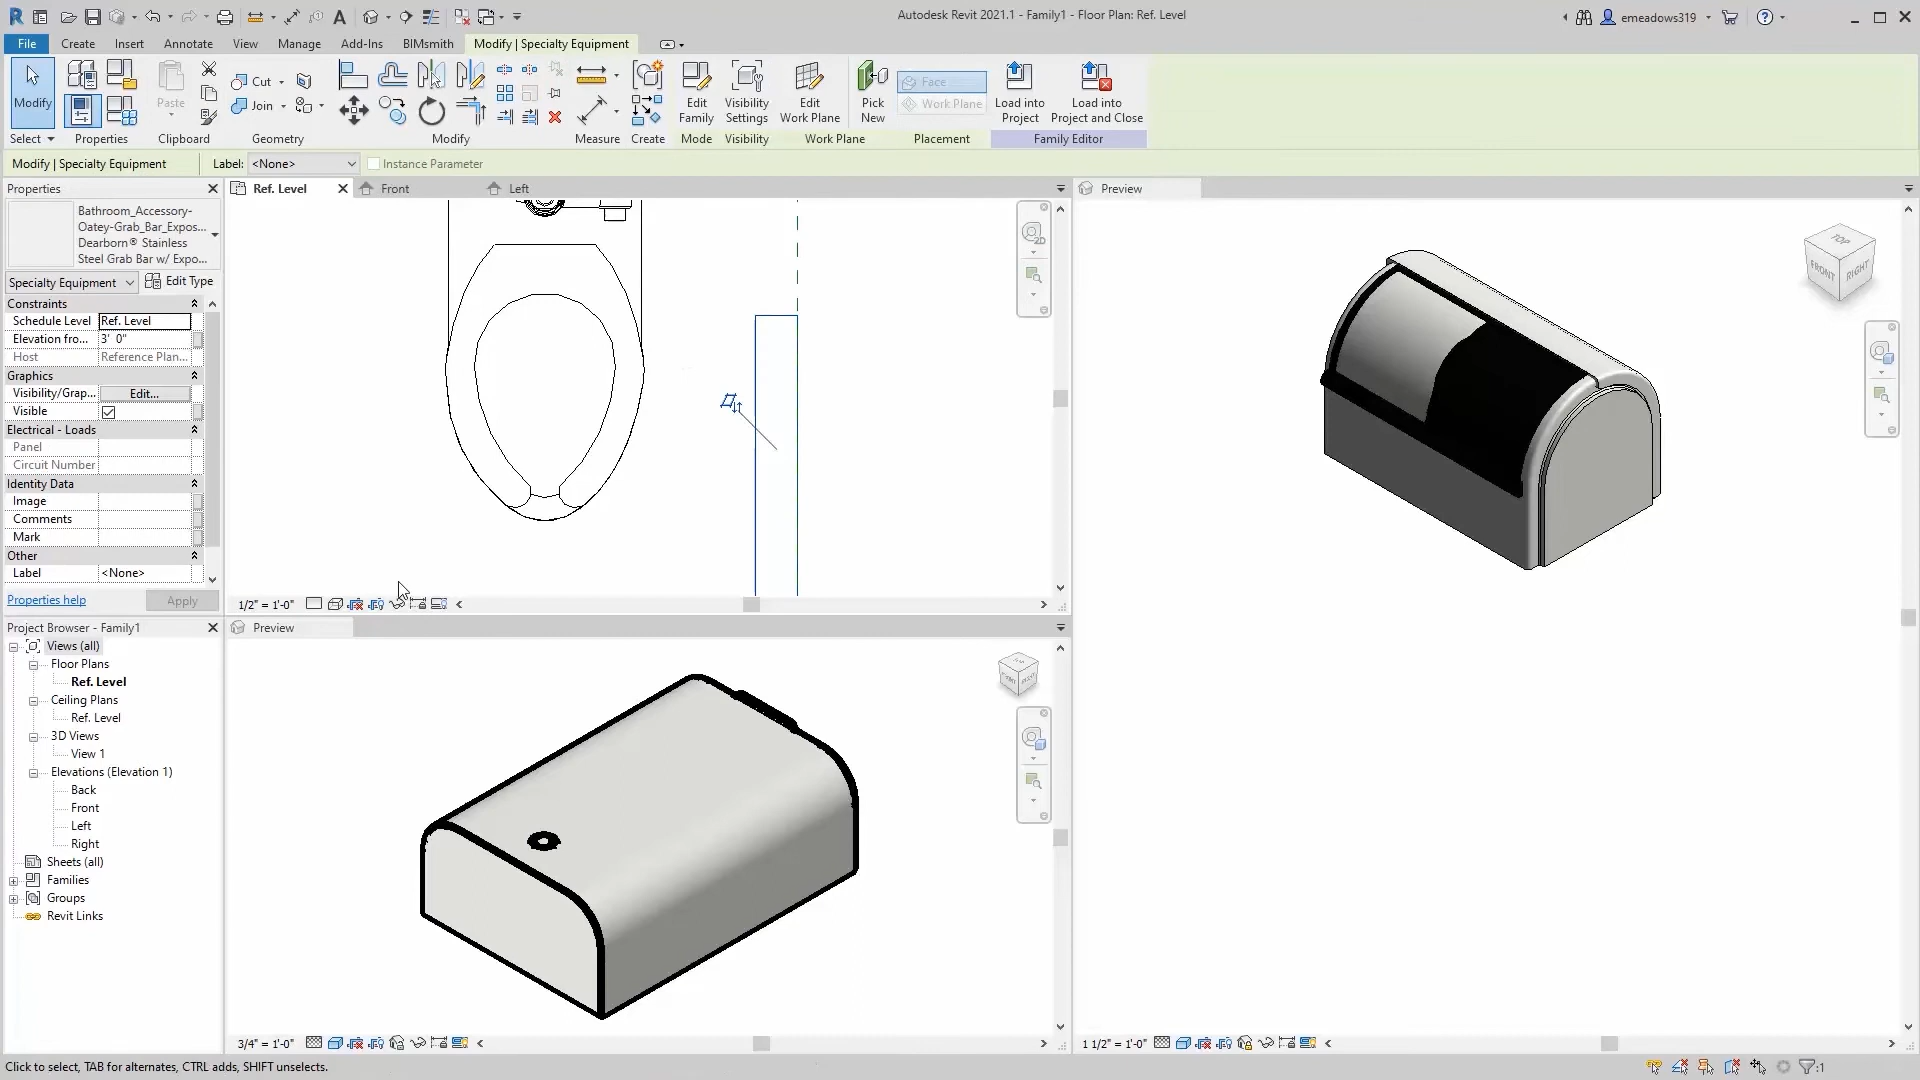 Autodesk Revit 2021.1 - Family1 - Floor Plan: Ref. Level
emeadows319
File
Create
Insert
Annotate
View
Manage
Add-Ins
BIMsmith
Modify | Specialty Equipment
Modify
Paste
Cut
Join
Edit Family
Visibility Settings
Edit Work Plane
Pick New
Face
Work Plane
Load into Project
Load into Project and Close
Select
Properties
Clipboard
Geometry
Modify
Measure
Create
Mode
Visibility
Work Plane
Placement
Family Editor
Modify | Specialty Equipment
Label:
<None>
Instance Parameter
Properties
Ref. Level
Front
Left
Preview
Bathroom_Accessory-
Oatey-Grab_Bar_Expos...
Dearborn® Stainless
Steel Grab Bar w/ Expo...
Specialty Equipment
Edit Type
Constraints
Schedule Level
Ref. Level
Elevation fro...
3' 0"
Host
Reference Plan...
Graphics
Visibility/Grap...
Edit...
Visible
Electrical - Loads
Panel
Circuit Number
Identity Data
Image
Comments
Mark
Other
Label
<None>
Properties help
Apply
1/2" = 1'-0"
2D
TOP
FRONT
RIGHT
Project Browser - Family1
Preview
Views (all)
Floor Plans
Ref. Level
Ceiling Plans
Ref. Level
3D Views
View 1
Elevations (Elevation 1)
Back
Front
Left
Right
Sheets (all)
Families
Groups
Revit Links
3/4" = 1'-0"
1 1/2" = 1'-0"
Click to select, TAB for alternates, CTRL adds, SHIFT unselects.
:1